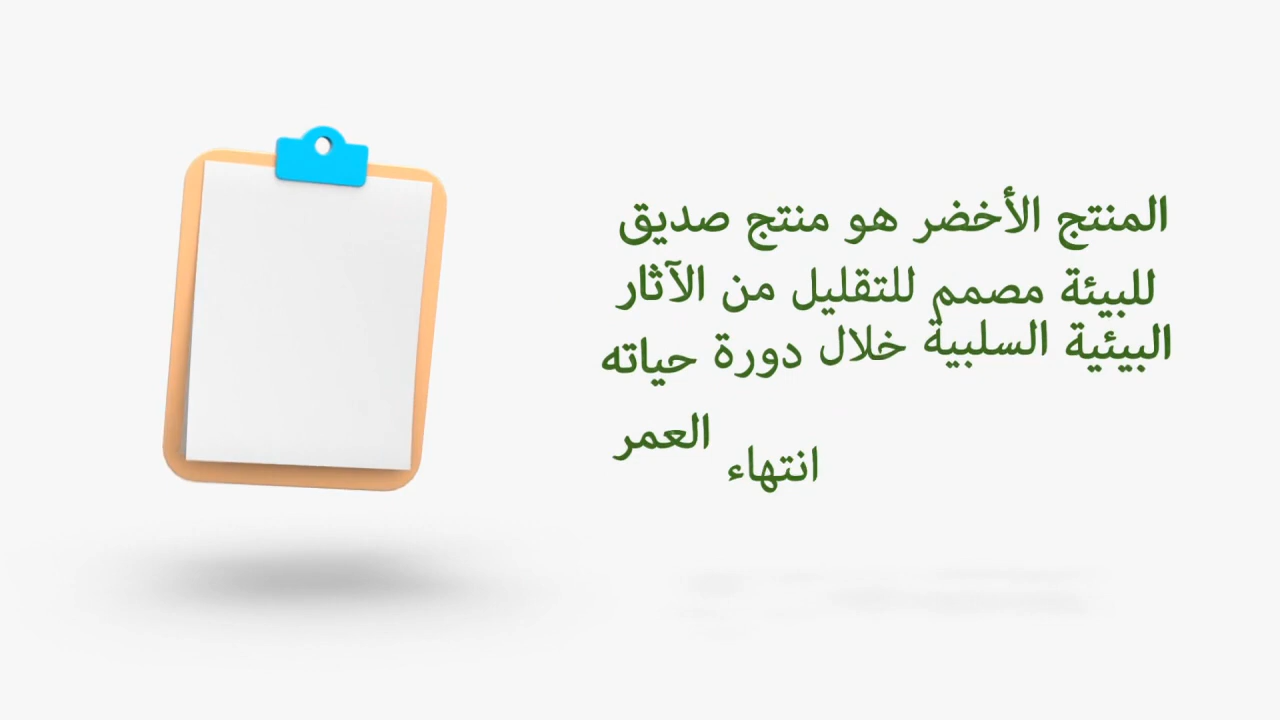 المنتج الأخضر هو منتج صديق
للبيئة مصمم للتقليل من الآثار
البيئية السلبية خلال دورة حياته
انتهاء العمر